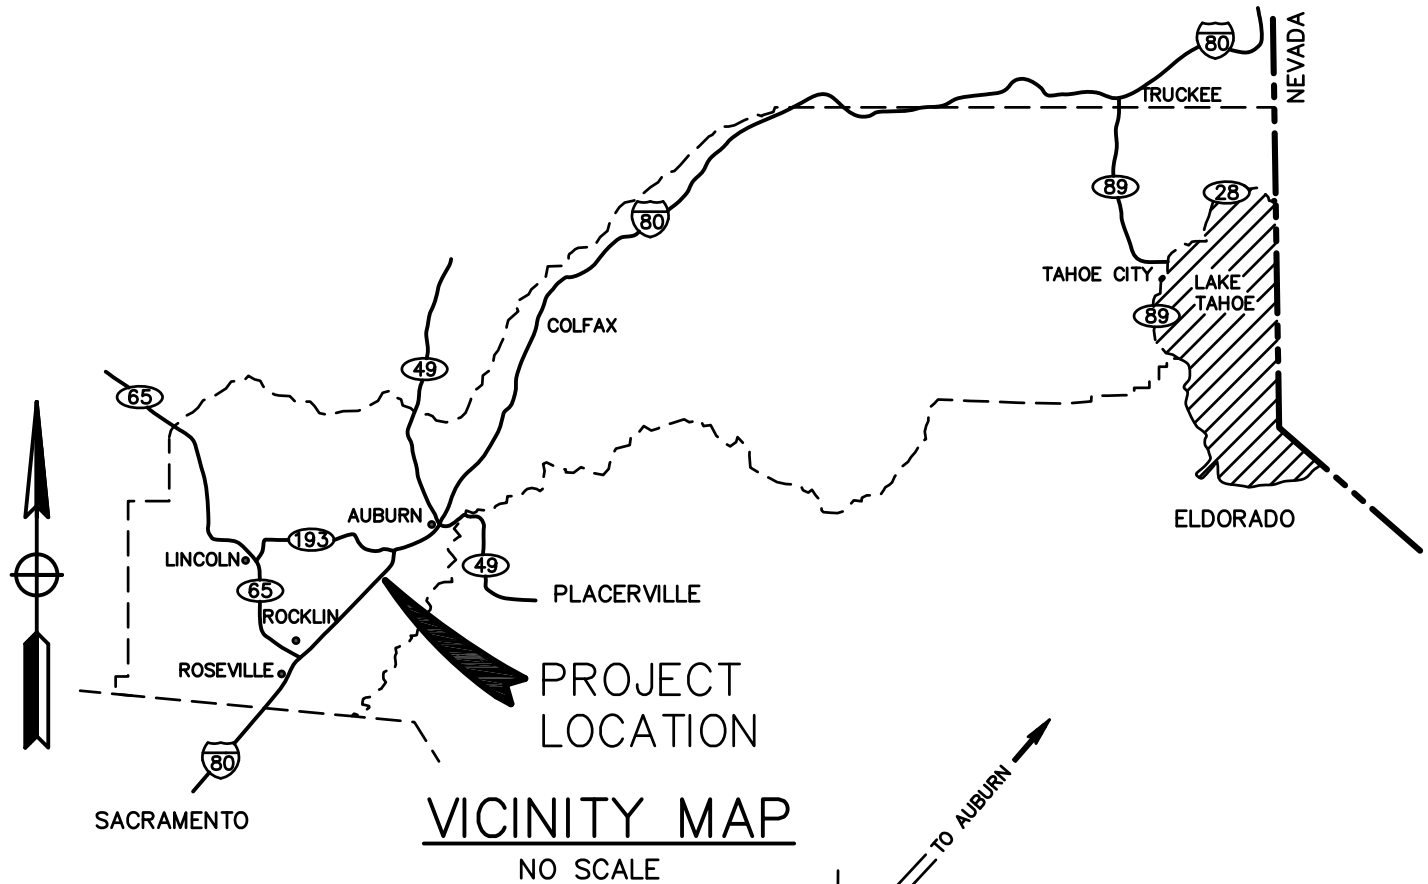 NEVADA
80
TRUCKEE
89
28
80
TAHOE CITY
LAKE
TAHOE
89
COLFAX
49
65
AUBURN
ELDORADO
193
LINCOLN
49
65
PLACERVILLE
ROCKLIN
ROSEVILLE
PROJECT
LOCATION
80
SACRAMENTO
VICINITY MAP
NO SCALE
TO AUBURN